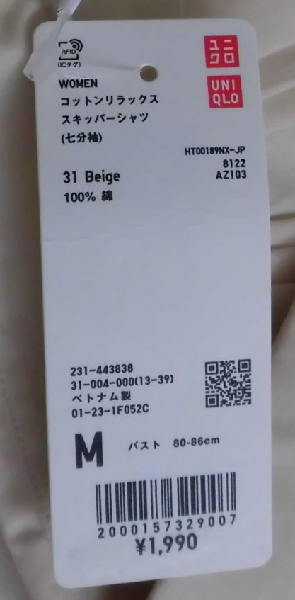 RFID
(ICタグ)
ユニ
クロ
UNI
QLO
WOMEN
コットンリラックス
スキッパーシャツ
(七分袖)
HT00189NX-JP
8122
AZ103
31 Beige
100% 綿
231-443838
31-004-000(13-39)
ベトナム製
01-23-1F052C
M バスト 80-86cm
2000157329007
¥1,990